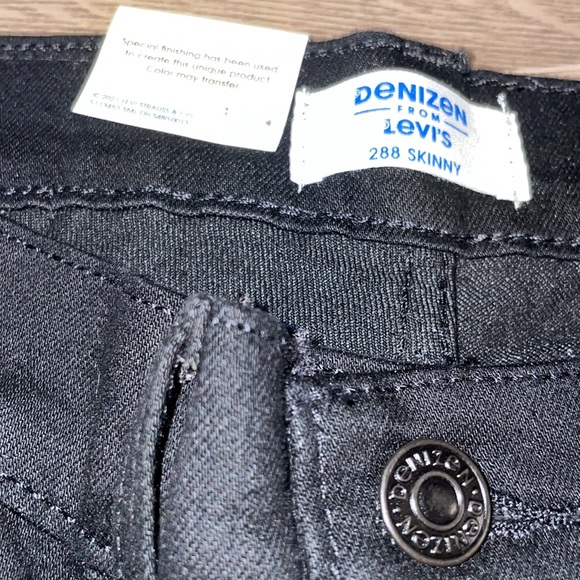 Special finishing has been used
to create this unique product
Color may transfer.
DENIZEN
FROM
LEVI'S
288 SKINNY
DENIZEN · DENIZEN ·